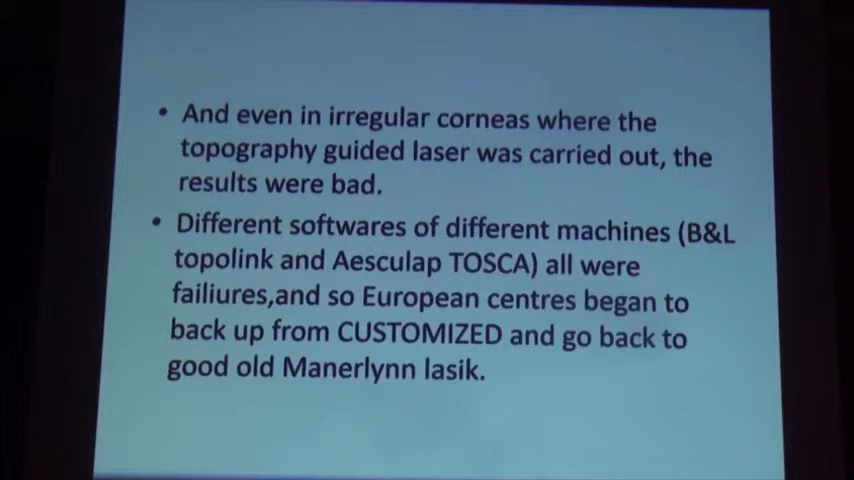 • And even in irregular corneas where the
topography guided laser was carried out, the
results were bad.
• Different softwares of different machines (B&L
topolink and Aesculap TOSCA) all were
failiures,and so European centres began to
back up from CUSTOMIZED and go back to
good old Manerlynn lasik.